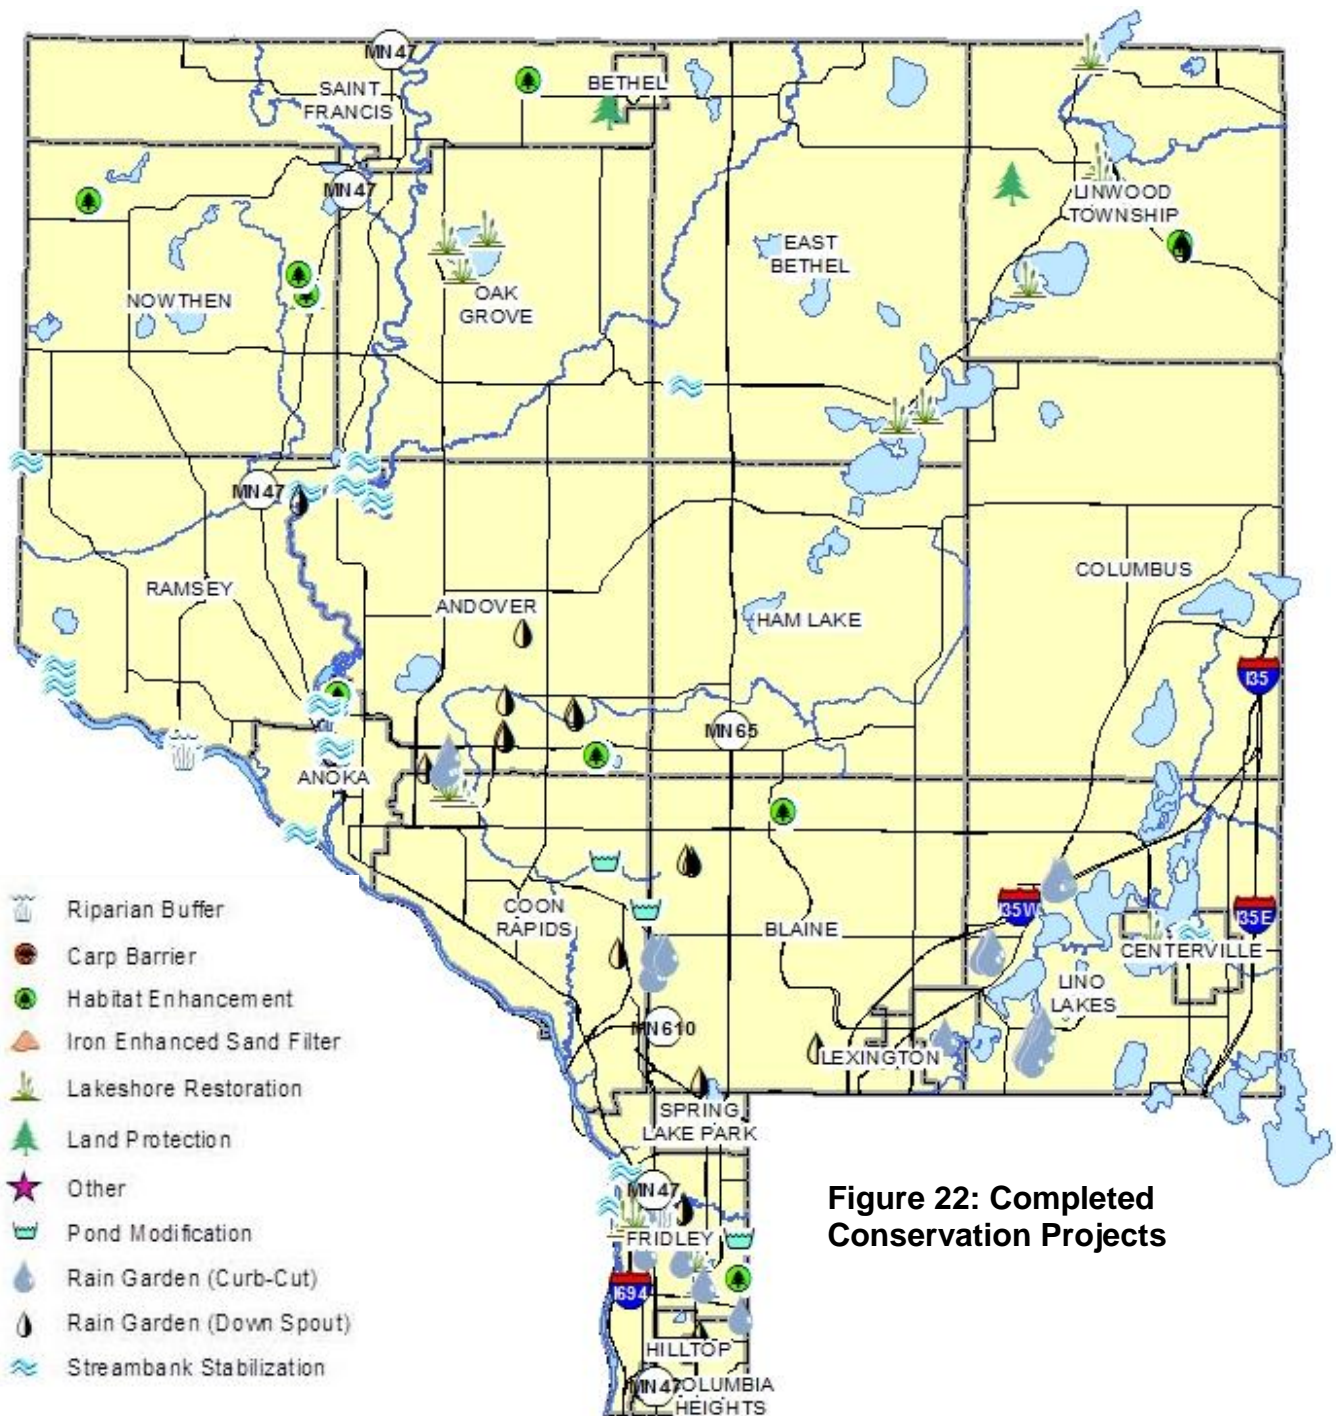 MN 47
SAINT
FRANCIS
BETHEL
MN 47
LINWOOD
TOWNSHIP
EAST
BETHEL
NOWTHEN
OAK
GROVE
MN 47
RAMSEY
ANDOVER
HAM LAKE
COLUMBUS
I35
MN 65
ANOKA
COON
RAPIDS
BLAINE
I35W
I35E
CENTERVILLE
LINO
LAKES
MN 610
LEXINGTON
SPRING
LAKE PARK
MN 47
FRIDLEY
I694
HILLTOP
MN 47
OLUMBIA
HEIGHTS
Riparian Buffer
Carp Barrier
Habitat Enhancement
Iron Enhanced Sand Filter
Lakeshore Restoration
Land Protection
Other
Pond Modification
Rain Garden (Curb-Cut)
Rain Garden (Down Spout)
Streambank Stabilization
Figure 22: Completed
Conservation Projects